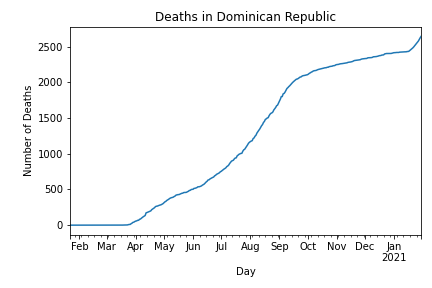 Deaths in Dominican Republic
Number of Deaths
2500
2000
1500
1000
500
0
Feb Mar Apr May Jun Jul Aug Sep Oct Nov Dec Jan
2021
Day